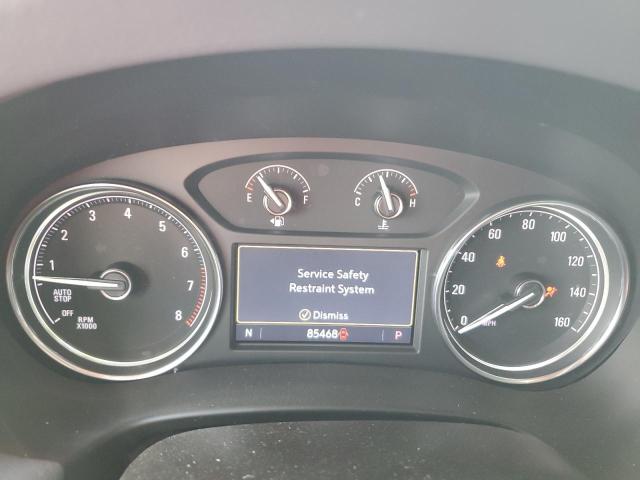 E F
C H
1 2 3 4 5 6 7 8
AUTO
STOP
OFF
RPM
X1000
Service Safety
Restraint System
Dismiss
N 85468 P
0 20 40 60 80 100 120 140 160
MPH